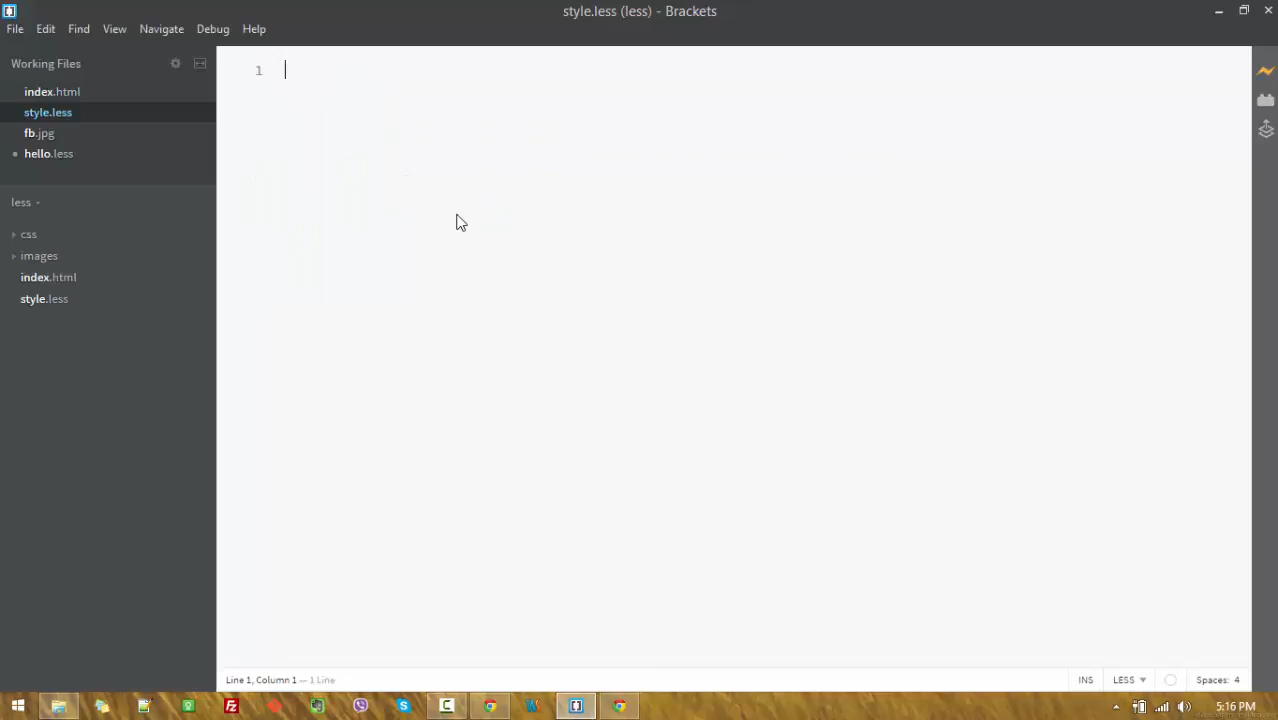 style.less (less) - Brackets
File Edit Find View Navigate Debug Help
Working Files
index.html
style.less
fb.jpg
hello.less
less
css
images
index.html
style.less
1
Line 1, Column 1 — 1 Line
INS LESS Spaces: 4
5:16 PM